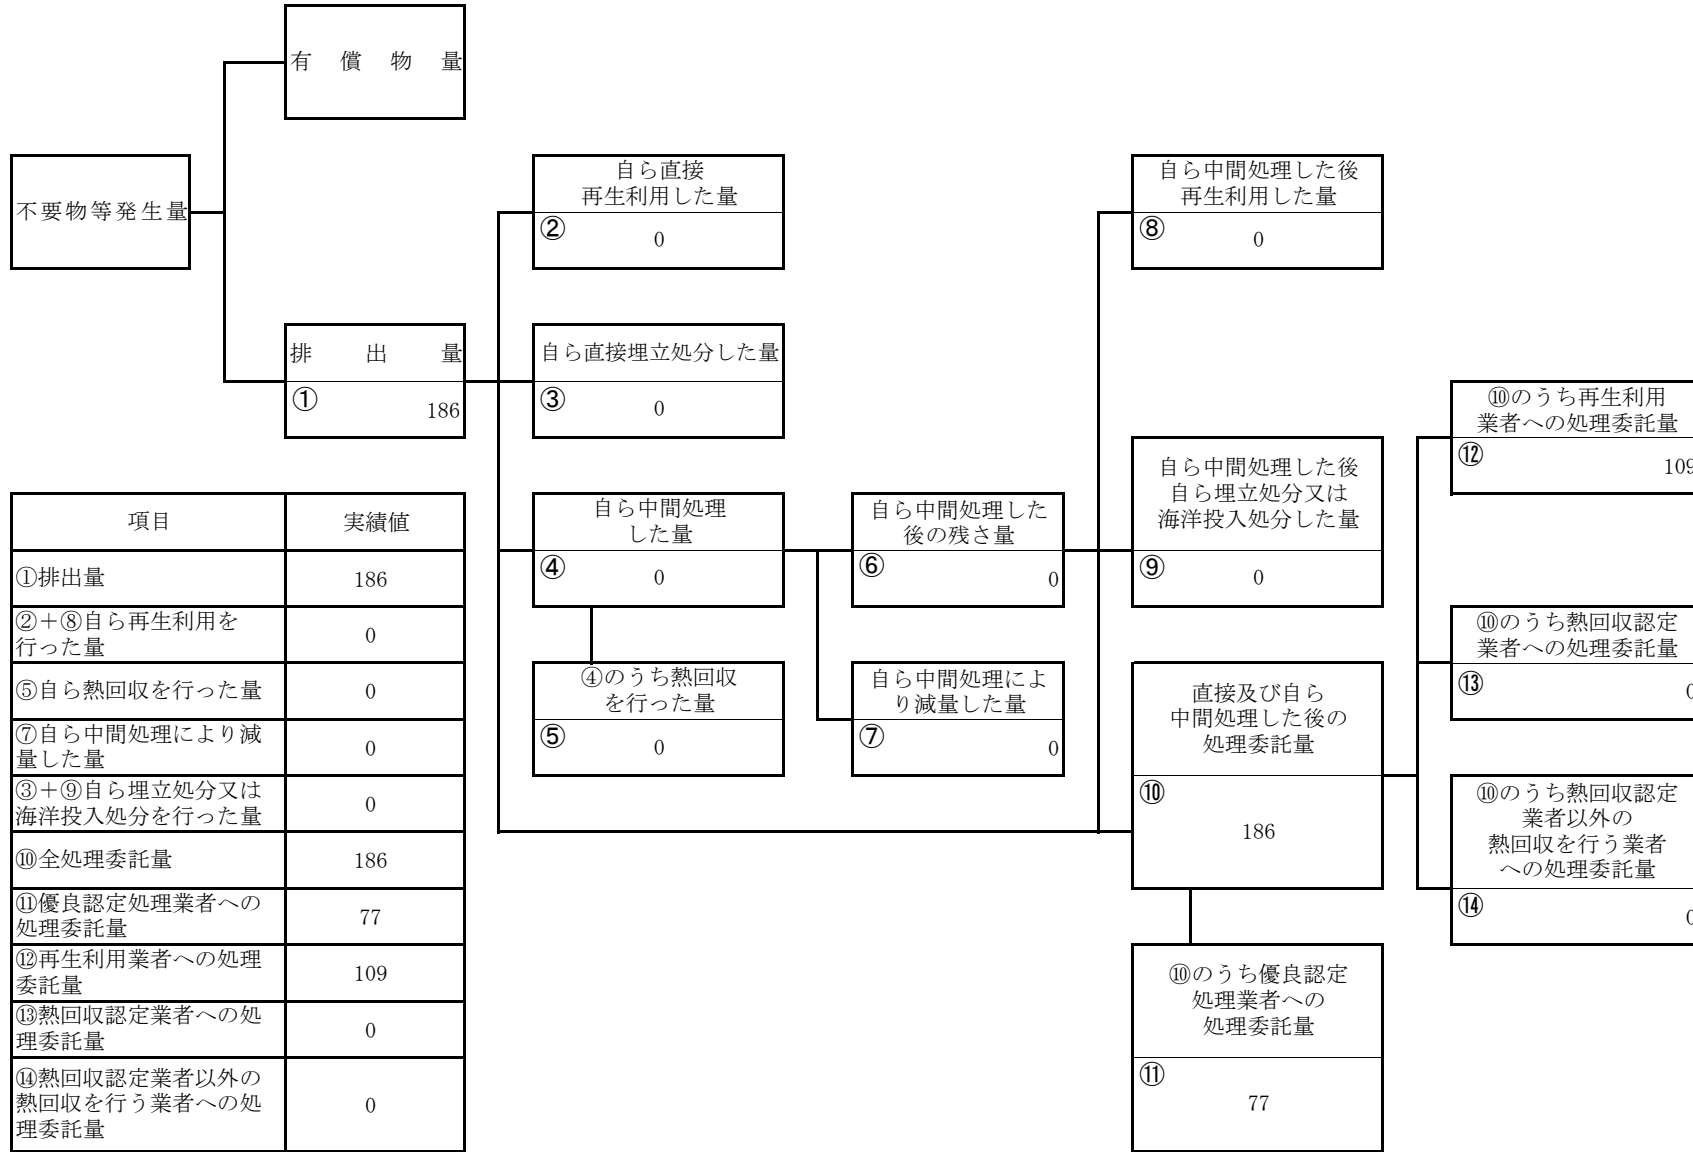 有償物量
不要物等発生量
排出量
①
186
自ら直接
再生利用した量
②
0
自ら直接埋立処分した量
③
0
自ら中間処理
した量
④
0
④のうち熱回収
を行った量
⑤
0
自ら中間処理した
後の残さ量
⑥
0
自ら中間処理によ
り減量した量
⑦
0
自ら中間処理した後
再生利用した量
⑧
0
自ら中間処理した後
自ら埋立処分又は
海洋投入処分した量
⑨
0
直接及び自ら
中間処理した後の
処理委託量
⑩
186
⑩のうち優良認定
処理業者への
処理委託量
⑪
77
⑩のうち再生利用
業者への処理委託量
⑫
109
⑩のうち熱回収認定
業者への処理委託量
⑬
0
⑩のうち熱回収認定
業者以外の
熱回収を行う業者
への処理委託量
⑭
0
項目 実績値
①排出量 186
②+⑧自ら再生利用を
行った量 0
⑤自ら熱回収を行った量 0
⑦自ら中間処理により減
量した量 0
③+⑨自ら埋立処分又は
海洋投入処分を行った量 0
⑩全処理委託量 186
⑪優良認定処理業者への
処理委託量 77
⑫再生利用業者への処理
委託量 109
⑬熱回収認定業者への処
理委託量 0
⑭熱回収認定業者以外の
熱回収を行う業者への処
理委託量 0